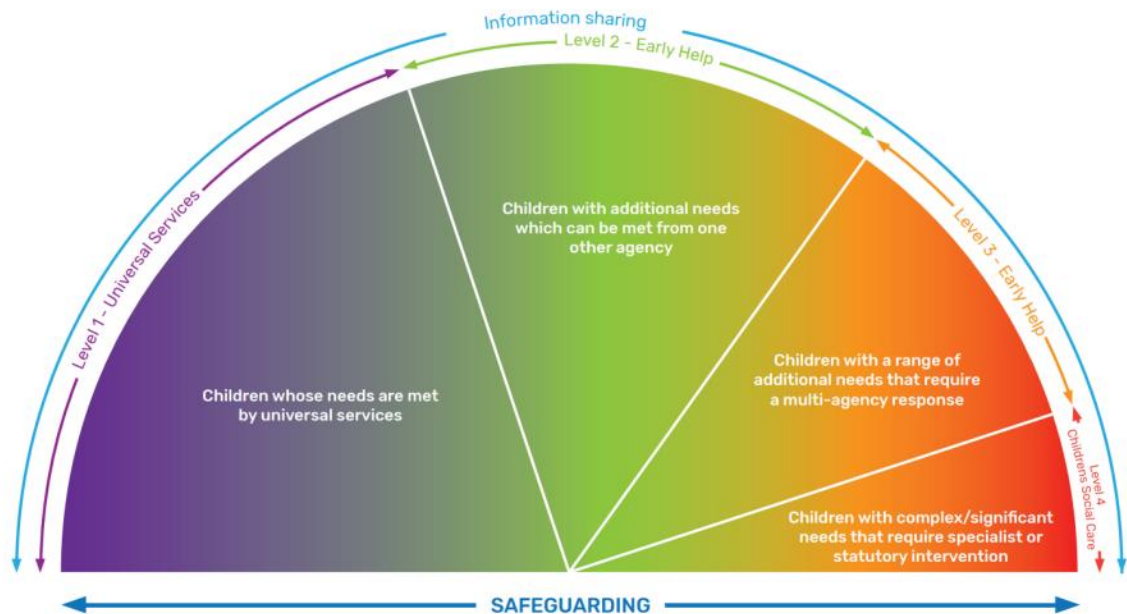 Information sharing
Level 2 - Early Help
Level 1 - Universal Services
Level 3 - Early Help
Level 4
Childrens Social Care
Children with additional needs
which can be met from one
other agency
Children whose needs are met
by universal services
Children with a range of
additional needs that require
a multi-agency response
Children with complex/significant
needs that require specialist or
statutory intervention
SAFEGUARDING